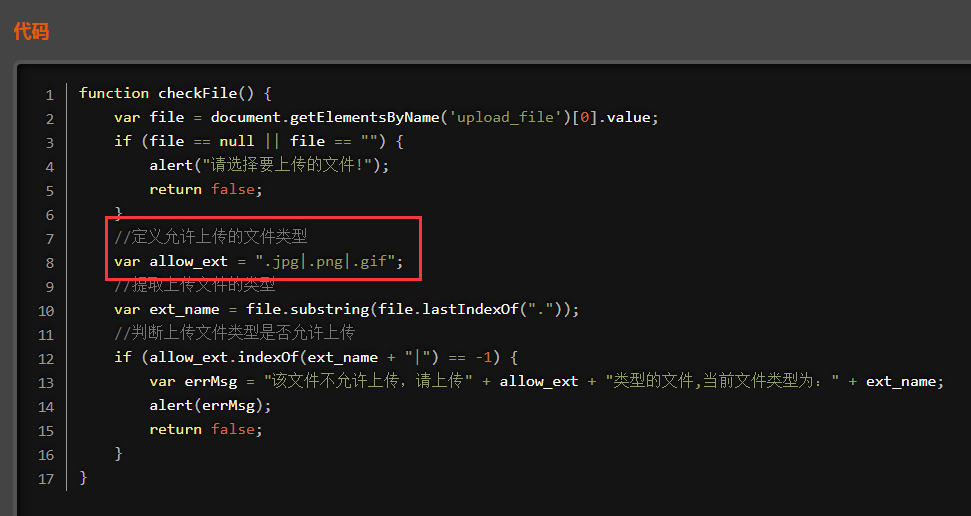 代码
1 function checkFile() {
2     var file = document.getElementsByName('upload_file')[0].value;
3     if (file == null || file == "") {
4         alert("请选择要上传的文件!");
5         return false;
6     }
7     //定义允许上传的文件类型
8     var allow_ext = ".jpg|.png|.gif";
9     //提取上传文件的类型
10     var ext_name = file.substring(file.lastIndexOf("."));
11     //判断上传文件类型是否允许上传
12     if (allow_ext.indexOf(ext_name + "|") == -1) {
13         var errMsg = "该文件不允许上传，请上传" + allow_ext + "类型的文件,当前文件类型为：" + ext_name;
14         alert(errMsg);
15         return false;
16     }
17 }